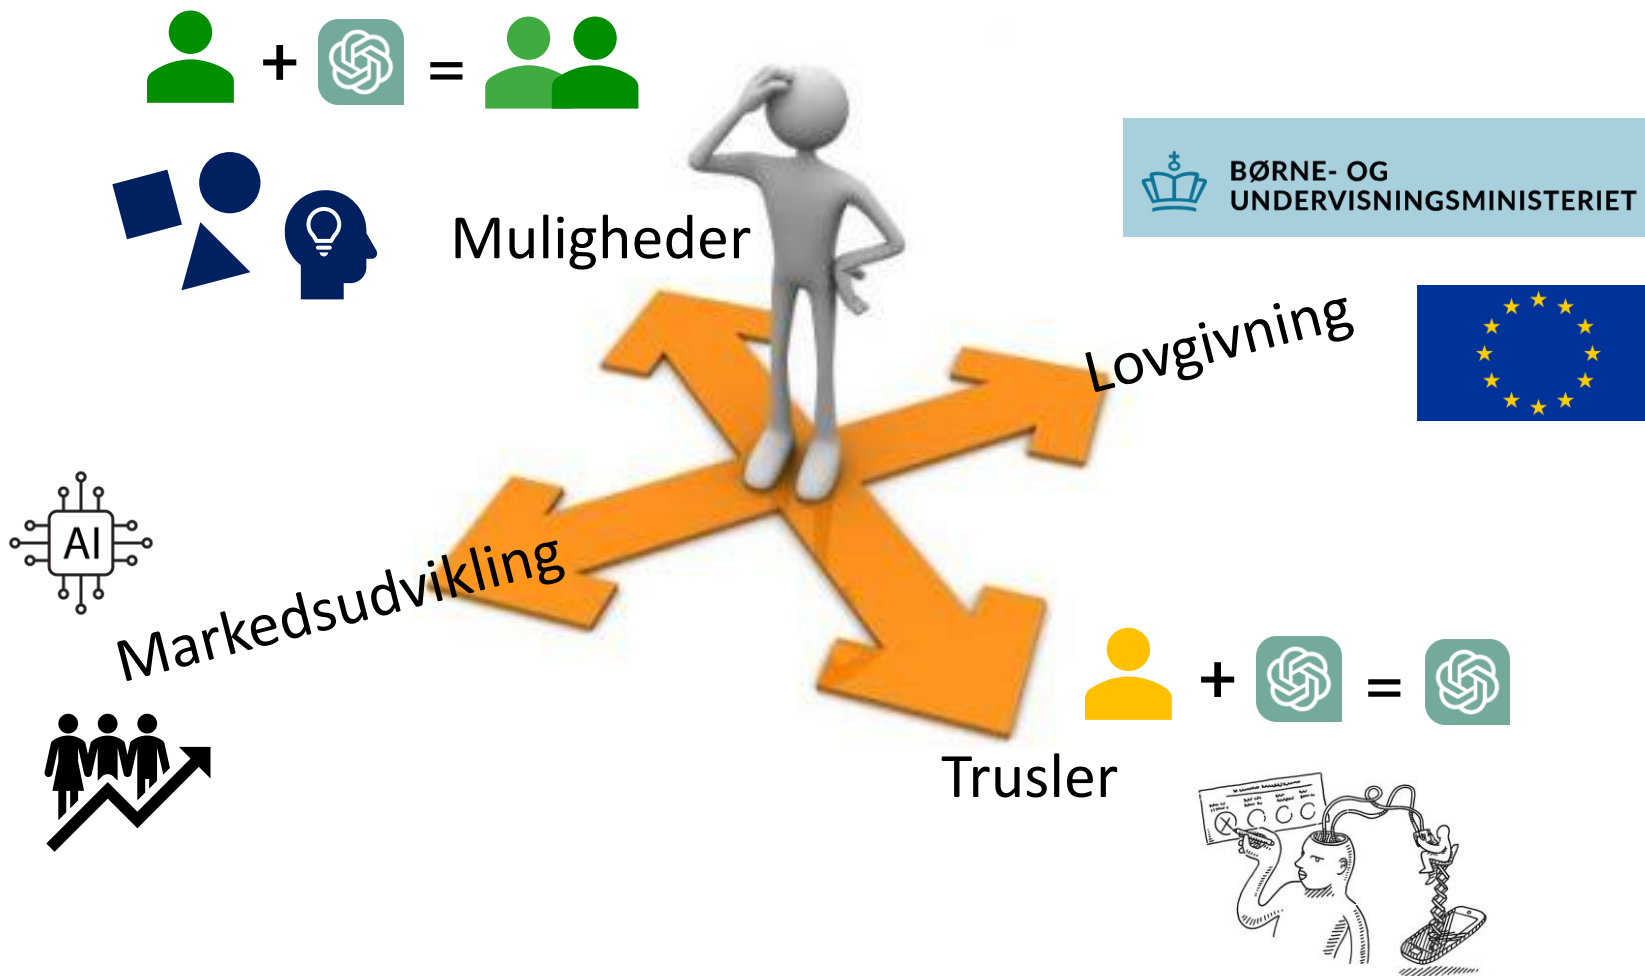 +
=
Muligheder
BØRNE- OG
UNDERVISNINGSMINISTERIET
Lovgivning
AI
Markedsudvikling
+
=
Trusler